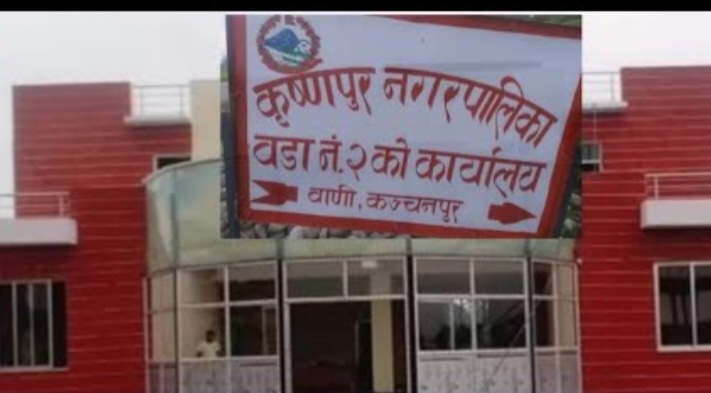 कृष्णपुर नगरपालिका
वडा नं.२ को कार्यालय
वाणी, कञ्चनपुर